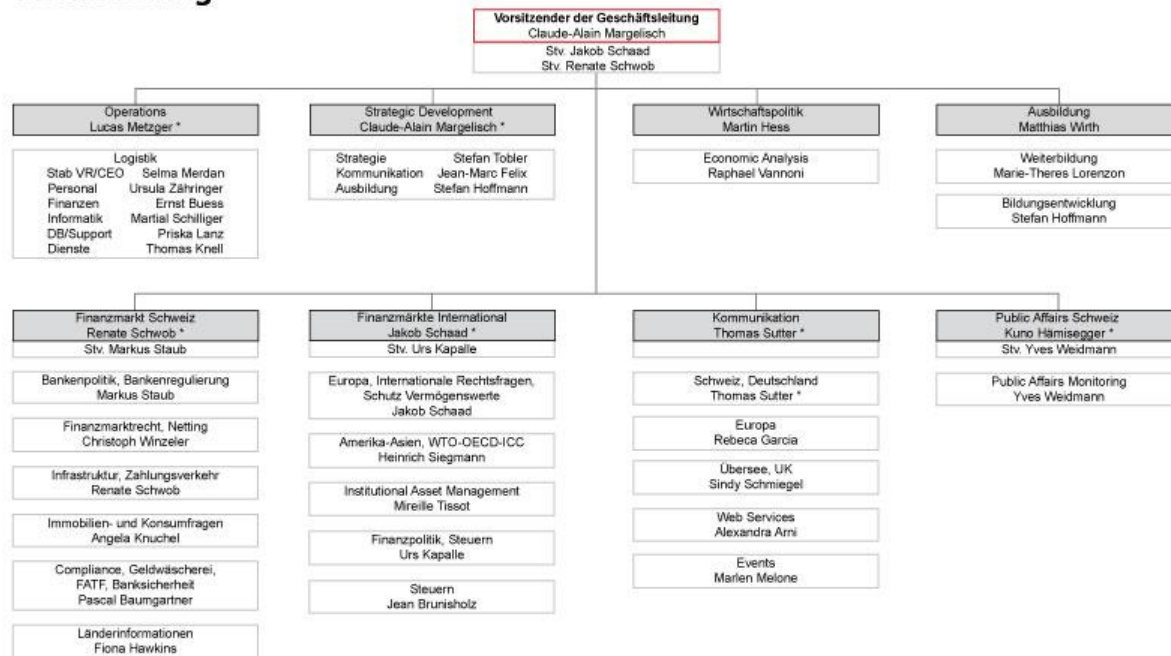 Vorsitzender der Geschäftsleitung
Claude-Alain Margelisch
Stv. Jakob Schaad
Stv. Renate Schwob
Operations
Lucas Metzger *
Logistik
Stab VR/CEO Selma Merdan
Personal Ursula Zähringer
Finanzen Ernst Buess
Informatik Martial Schilliger
DB/Support Priska Lanz
Dienste Thomas Knell
Strategic Development
Claude-Alain Margelisch *
Strategie Stefan Tobler
Kommunikation Jean-Marc Felix
Ausbildung Stefan Hoffmann
Wirtschaftspolitik
Martin Hess
Economic Analysis
Raphael Vannoni
Ausbildung
Matthias Wirth
Weiterbildung
Marie-Theres Lorenzon
Bildungsentwicklung
Stefan Hoffmann
Finanzmarkt Schweiz
Renate Schwob *
Stv. Markus Staub
Bankenpolitik, Bankenregulierung
Markus Staub
Finanzmarktrecht, Netting
Christoph Winzeler
Infrastruktur, Zahlungsverkehr
Renate Schwob
Immobilien- und Konsumfragen
Angela Knuchel
Compliance, Geldwäscherei,
FATF, Banksicherheit
Pascal Baumgartner
Länderinformationen
Fiona Hawkins
Finanzmärkte International
Jakob Schaad *
Stv. Urs Kapalle
Europa, Internationale Rechtsfragen,
Schutz Vermögenswerte
Jakob Schaad
Amerika-Asien, WTO-OECD-ICC
Heinrich Siegmann
Institutional Asset Management
Mireille Tissot
Finanzpolitik, Steuern
Urs Kapalle
Steuern
Jean Brunisholz
Kommunikation
Thomas Sutter *
Schweiz, Deutschland
Thomas Sutter *
Europa
Rebeca Garcia
Übersee, UK
Sindy Schmiegel
Web Services
Alexandra Arni
Events
Marlen Melone
Public Affairs Schweiz
Kuno Hämisegger *
Stv. Yves Weidmann
Public Affairs Monitoring
Yves Weidmann